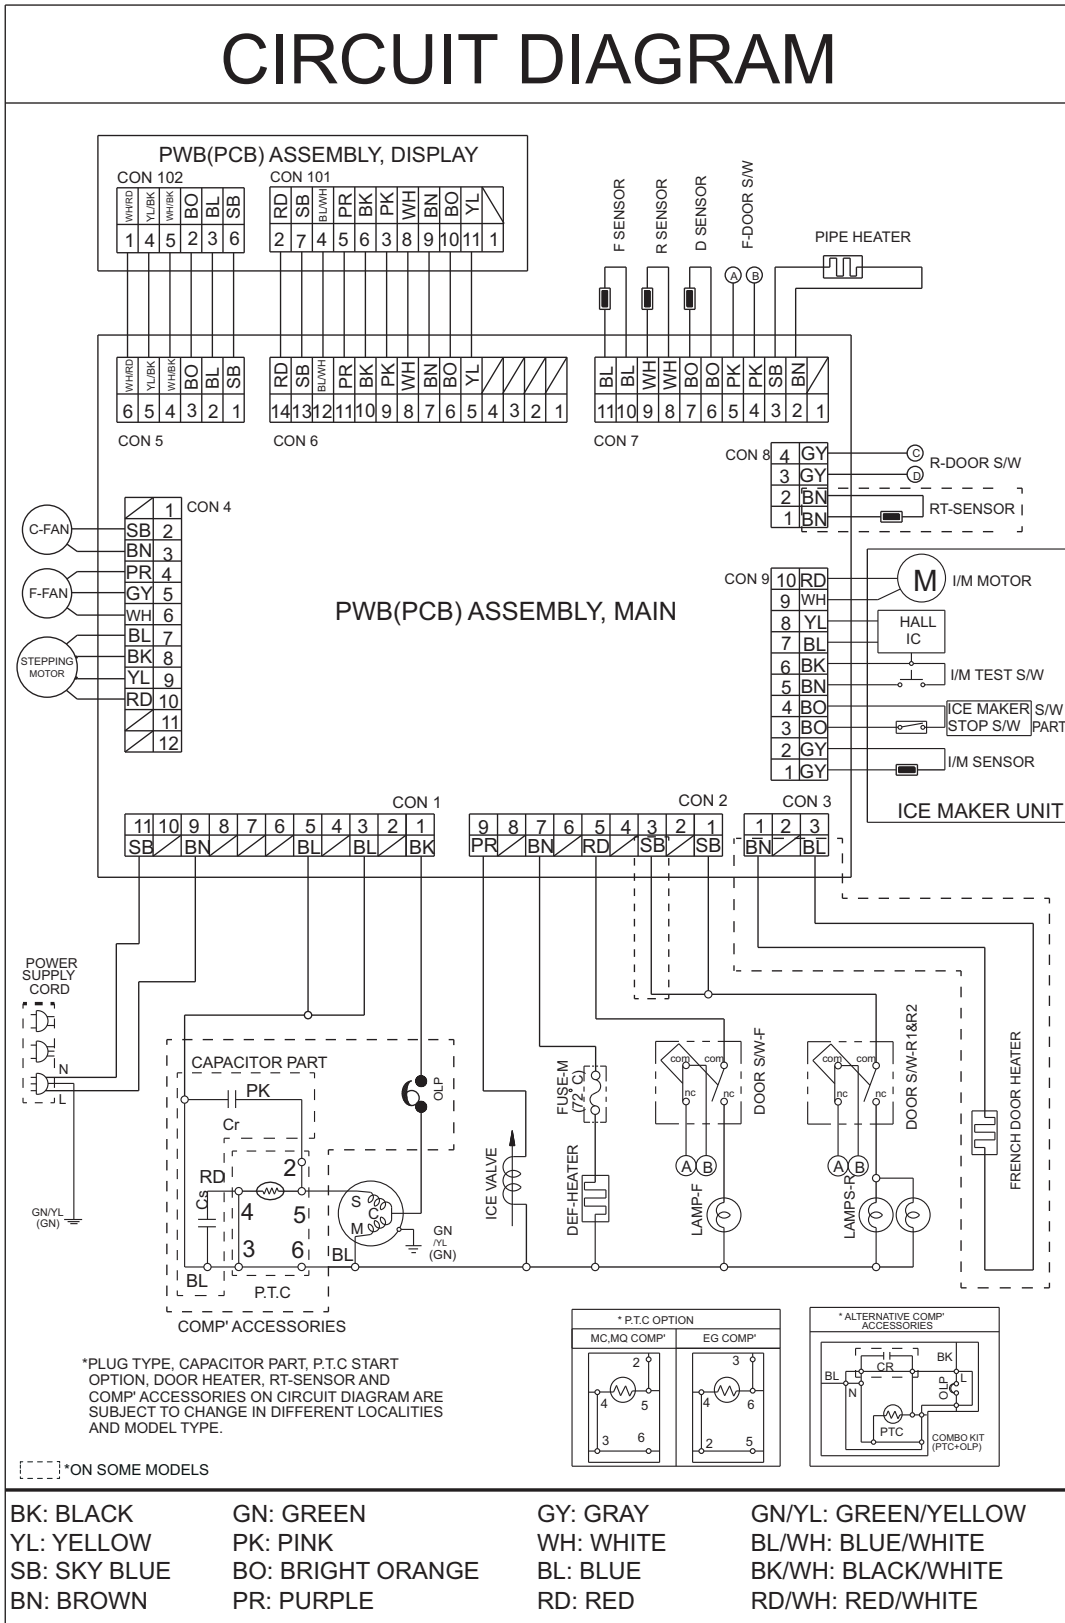 CIRCUIT DIAGRAM
PWB(PCB) ASSEMBLY, DISPLAY
CON 102
CON 101
WH/RD YL/BK WH/BK BO BL SB
1 4 5 2 3 6
RD SB BL/WH PR BK PK WH BN BO YL
2 7 4 5 6 3 8 9 10 11 1
F SENSOR
R SENSOR
D SENSOR
F-DOOR S/W
A B
PIPE HEATER
WH/RD YL/BK WH/BK BO BL SB
6 5 4 3 2 1
CON 5
RD SB BL/WH PR BK PK WH BN BO YL
14 13 12 11 10 9 8 7 6 5 4 3 2 1
CON 6
BL BL WH WH BO BO PK PK SB BN
11 10 9 8 7 6 5 4 3 2 1
CON 7
CON 8
4 GY C
3 GY D
R-DOOR S/W
2 BN
1 BN
RT-SENSOR
CON 4
1
SB 2
BN 3
PR 4
GY 5
WH 6
BL 7
BK 8
YL 9
RD 10
11
12
C-FAN
F-FAN
STEPPING
MOTOR
PWB(PCB) ASSEMBLY, MAIN
CON 9
10 RD
9 WH
8 YL
7 BL
6 BK
5 BN
4 BO
3 BO
2 GY
1 GY
M
I/M MOTOR
HALL
IC
I/M TEST S/W
ICE MAKER S/W
STOP S/W PART
I/M SENSOR
ICE MAKER UNIT
CON 1
11 10 9 8 7 6 5 4 3 2 1
SB BN BL BL BK
CON 2
9 8 7 6 5 4 3 2 1
PR BN RD SB SB
CON 3
1 2 3
BN BL
POWER
SUPPLY
CORD
N
L
GN/YL
(GN)
CAPACITOR PART
PK
Cr
RD
Cs
2
4 5
3 6
BL
P.T.C
COMP' ACCESSORIES
OLP
S
C
M
BL
GN
/YL
(GN)
ICE VALVE
FUSE-M
(72° C)
DEF-HEATER
com com
nc nc
DOOR S/W-F
A B
LAMP-F
com com
nc nc
DOOR S/W-R1&R2
A B
LAMPS-R
FRENCH DOOR HEATER
*PLUG TYPE, CAPACITOR PART, P.T.C START
OPTION, DOOR HEATER, RT-SENSOR AND
COMP' ACCESSORIES ON CIRCUIT DIAGRAM ARE
SUBJECT TO CHANGE IN DIFFERENT LOCALITIES
AND MODEL TYPE.
*ON SOME MODELS
* P.T.C OPTION
MC,MQ COMP' EG COMP'
2
4 5
3 6
3
4 6
2 5
* ALTERNATIVE COMP'
ACCESSORIES
CR
BK
BL
N
L
OLP
PTC
COMBO KIT
(PTC+OLP)
BK: BLACK GN: GREEN GY: GRAY GN/YL: GREEN/YELLOW
YL: YELLOW PK: PINK WH: WHITE BL/WH: BLUE/WHITE
SB: SKY BLUE BO: BRIGHT ORANGE BL: BLUE BK/WH: BLACK/WHITE
BN: BROWN PR: PURPLE RD: RED RD/WH: RED/WHITE